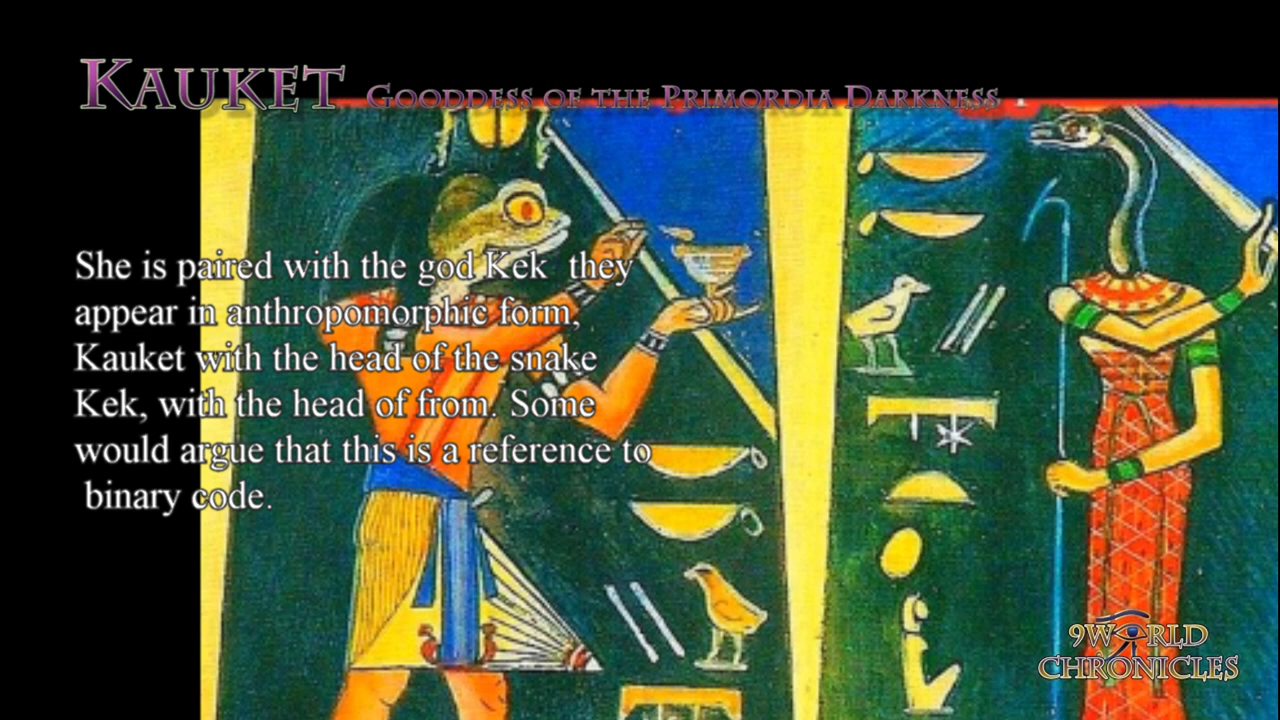 Kauket Gooddess of the Primordia Darkness
She is paired with the god Kek they
appear in anthropomorphic form,
Kauket with the head of the snake
Kek, with the head of from. Some
would argue that this is a reference to
binary code.
9World
Chronicles